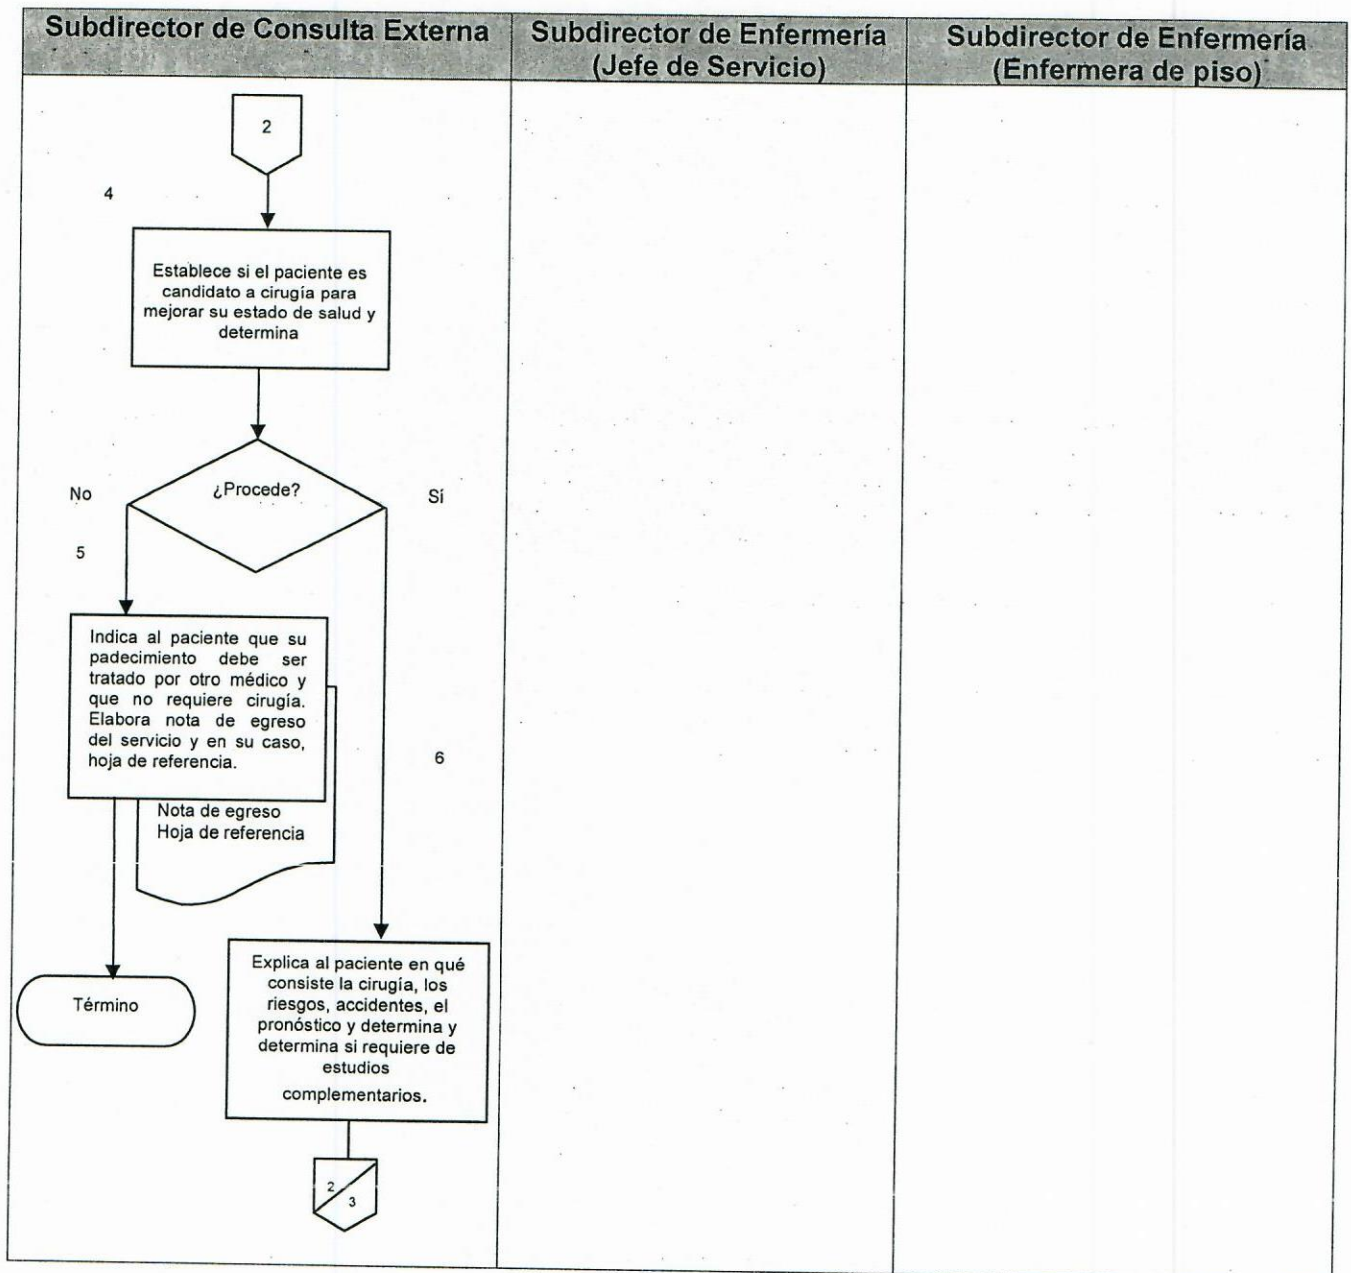 Subdirector de Consulta Externa
Subdirector de Enfermería
(Jefe de Servicio)
Subdirector de Enfermería
(Enfermera de piso)
2
4
Establece si el paciente es
candidato a cirugía para
mejorar su estado de salud y
determina
¿Procede?
No
Sí
5
Indica al paciente que su
padecimiento debe ser
tratado por otro médico y
que no requiere cirugía.
Elabora nota de egreso
del servicio y en su caso,
hoja de referencia.
Nota de egreso
Hoja de referencia
6
Término
Explica al paciente en qué
consiste la cirugía, los
riesgos, accidentes, el
pronóstico y determina y
determina si requiere de
estudios
complementarios.
2
3